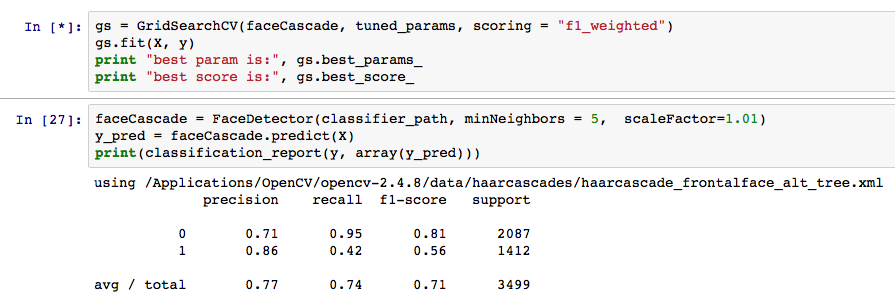 In [*]: gs = GridSearchCV(faceCascade, tuned_params, scoring = "f1_weighted")
gs.fit(X, y)
print "best param is:", gs.best_params_
print "best score is:", gs.best_score_
In [27]: faceCascade = FaceDetector(classifier_path, minNeighbors = 5,  scaleFactor=1.01)
y_pred = faceCascade.predict(X)
print(classification_report(y, array(y_pred)))
using /Applications/OpenCV/opencv-2.4.8/data/haarcascades/haarcascade_frontalface_alt_tree.xml
precision    recall  f1-score   support
0       0.71      0.95      0.81      2087
1       0.86      0.42      0.56      1412
avg / total       0.77      0.74      0.71      3499